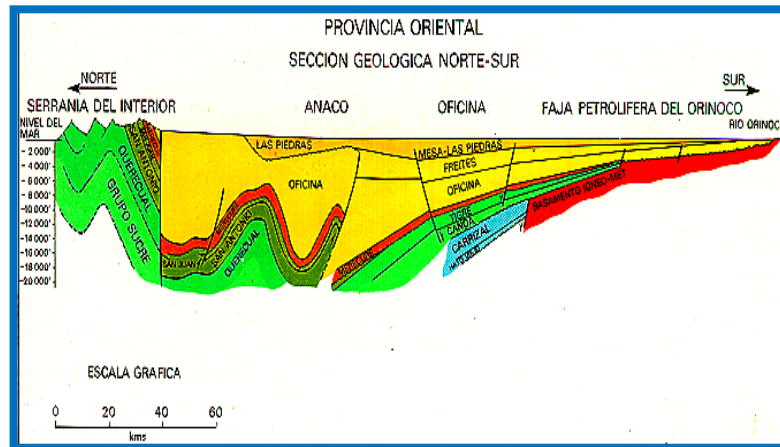 PROVINCIA ORIENTAL
SECCION GEOLOGICA NORTE-SUR
NORTE
SUR
SERRANIA DEL INTERIOR
ANACO
OFICINA
FAJA PETROLIFERA DEL ORINOCO
NIVEL DEL MAR
RIO ORINOC
- 2000'
- 4000'
- 6000'
- 8000'
-10000'
-12000'
-14000'
-16000'
-18000'
-20000'
GRUPO SUCRE
QUERECUAL
SAN ANTONIO
LAS PIEDRAS
OFICINA
SAN JUAN
SAN ANTONIO
QUERECUAL
MESA-LAS PIEDRAS
FREITES
OFICINA
TIGRE
CANOA
CARRIZAL
BASAMENTO IGNEO-MET
ESCALA GRAFICA
0 20 40 60
kms